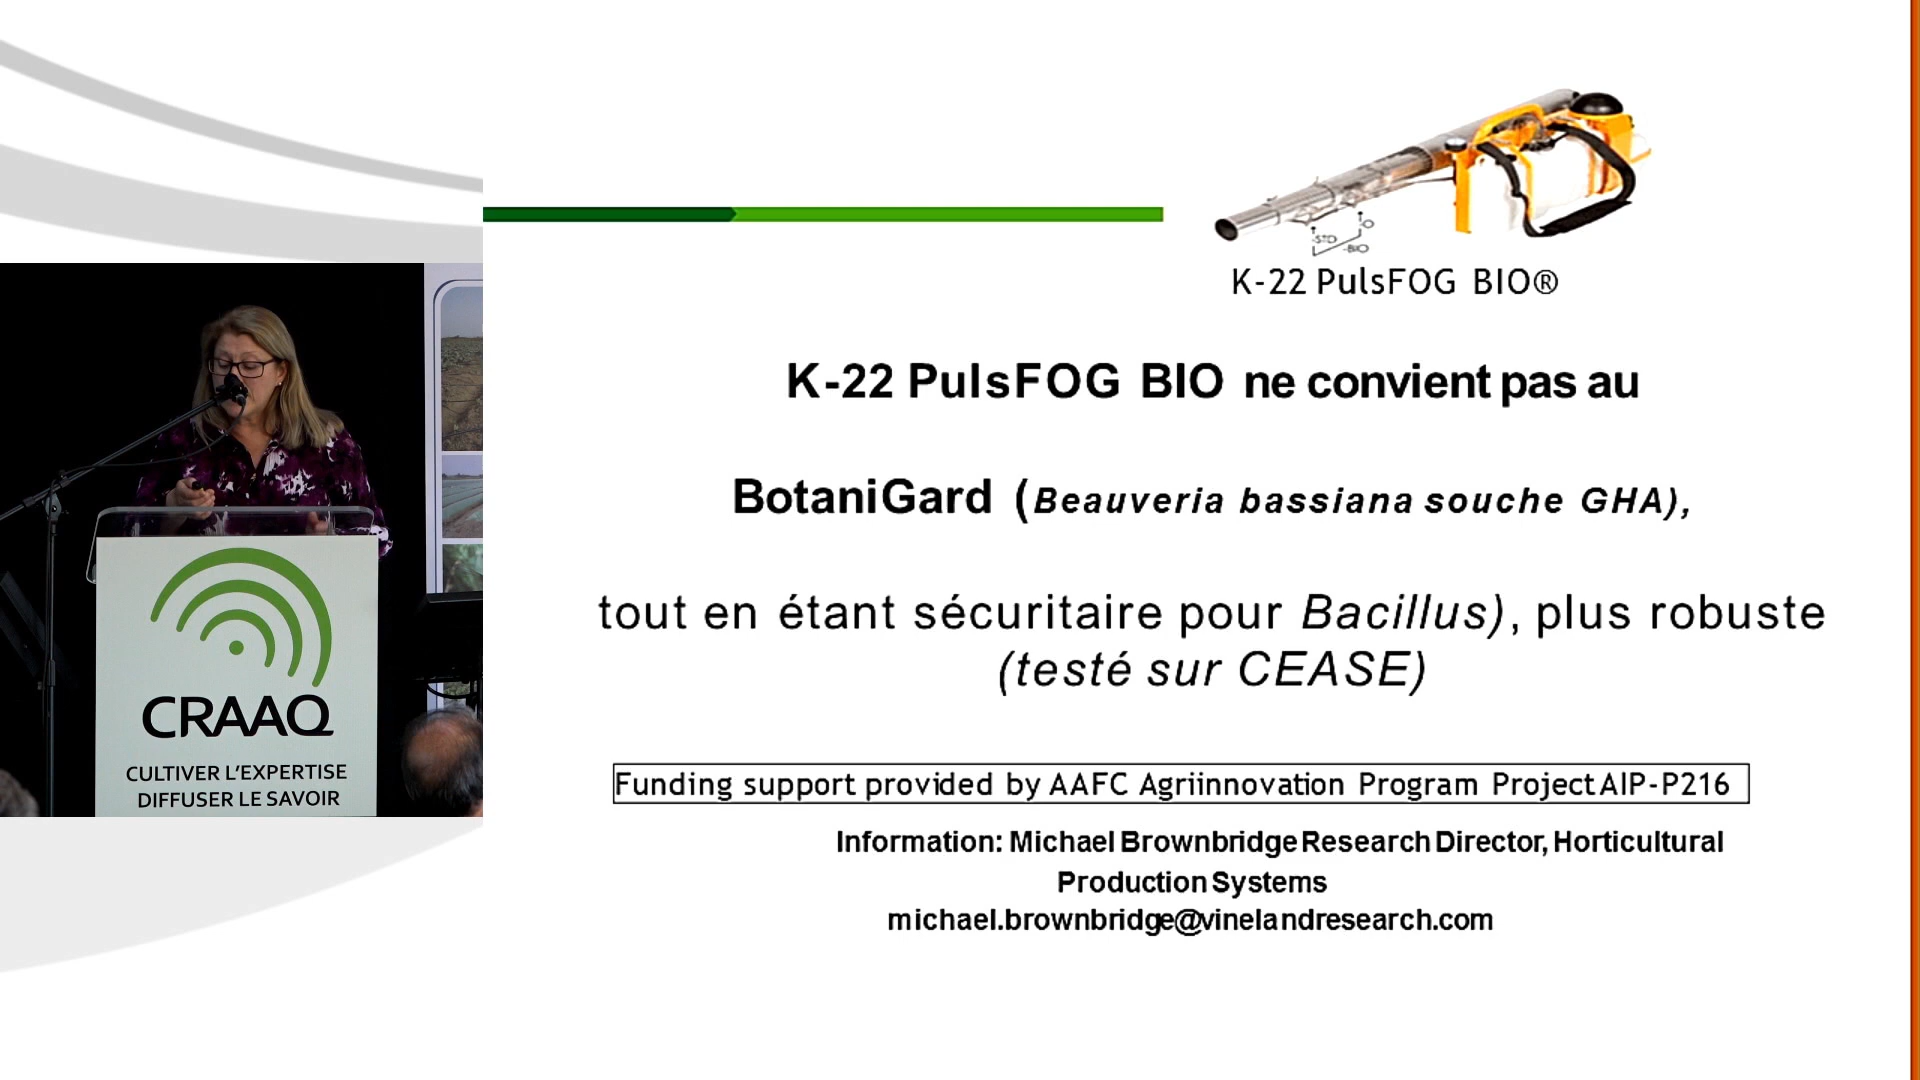 -STD
-O
-BIO
K-22 PulsFOG BIO®
K-22 PulsFOG BIO ne convient pas au
BotaniGard (Beauveria bassiana souche GHA),
tout en étant sécuritaire pour Bacillus), plus robuste
(testé sur CEASE)
Funding support provided by AAFC Agriinnovation Program Project AIP-P216
Information: Michael Brownbridge Research Director, Horticultural
Production Systems
michael.brownbridge@vinelandresearch.com
CRAAQ
CULTIVER L'EXPERTISE
DIFFUSER LE SAVOIR